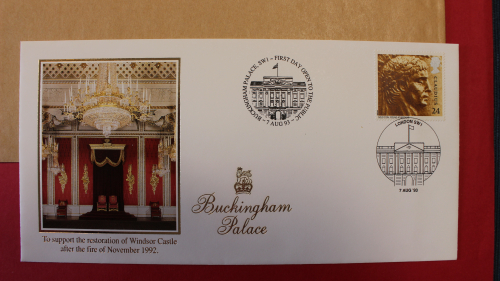 BUCKINGHAM PALACE, SW1 - FIRST DAY OPEN TO THE PUBLIC - 7 AUG 93
CLAUDIUS
24
LONDON SW1
7 AUG '93
Buckingham
Palace
To support the restoration of Windsor Castle
after the fire of November 1992.